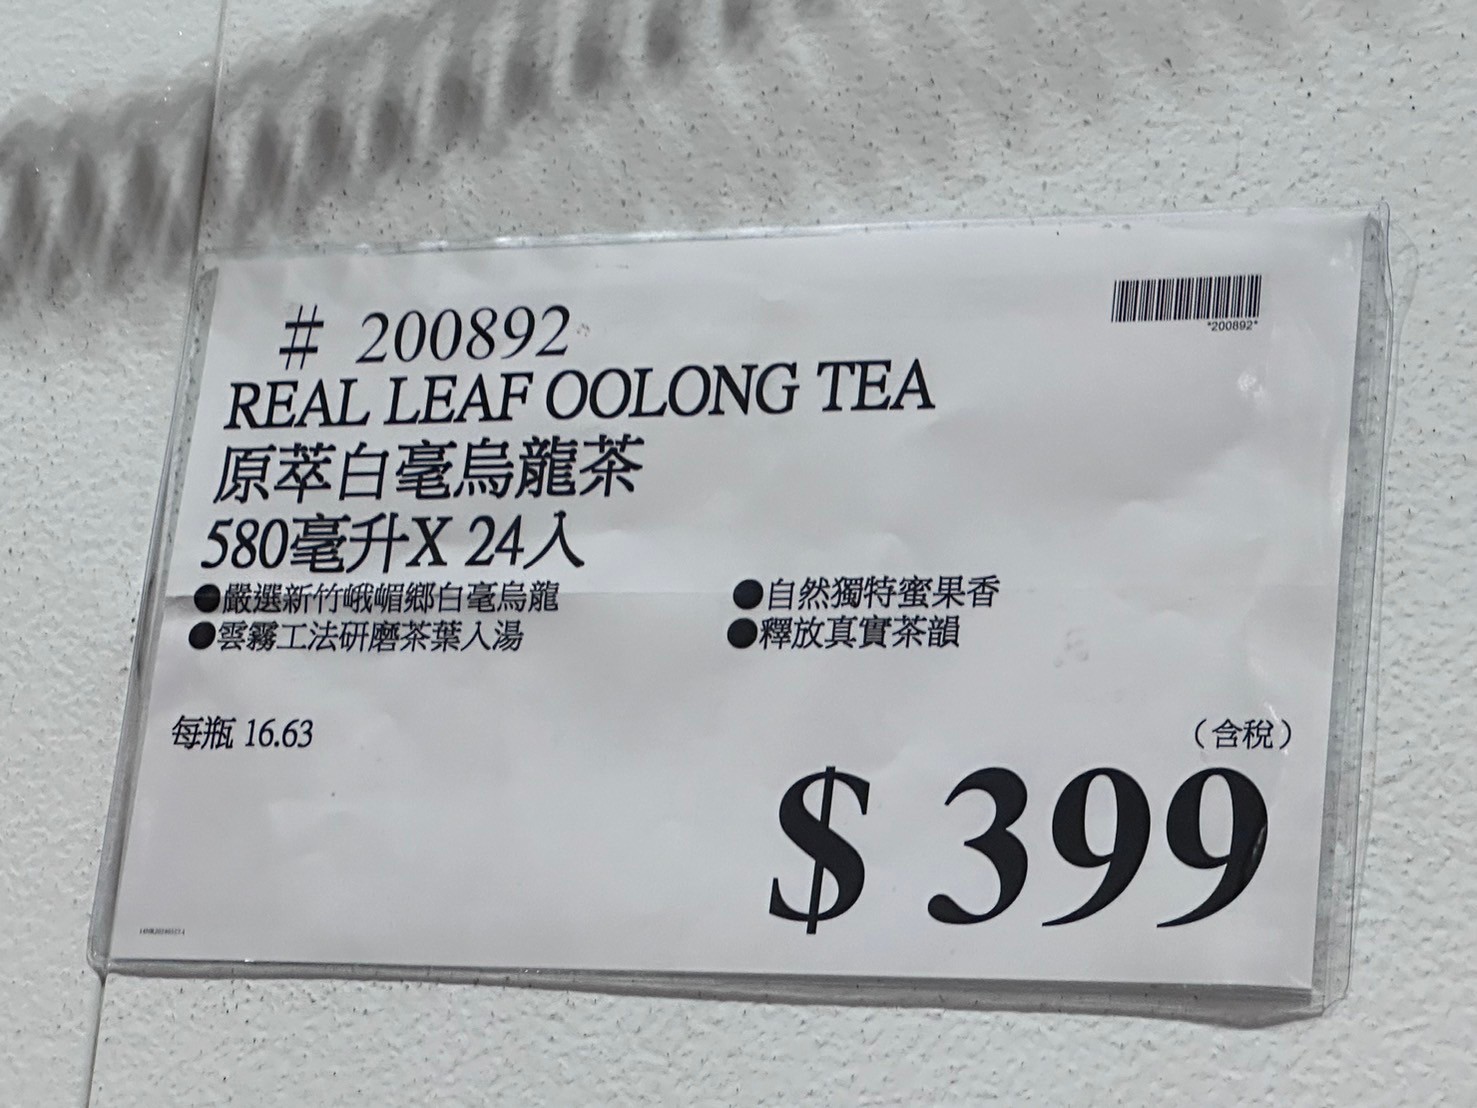 *200892*
# 200892
REAL LEAF OOLONG TEA
原萃白毫烏龍茶
580毫升X 24入
●嚴選新竹峨嵋鄉白毫烏龍 ●自然獨特蜜果香
●雲霧工法研磨茶葉入湯 ●釋放真實茶韻
每瓶 16.63 （含稅）
$ 399